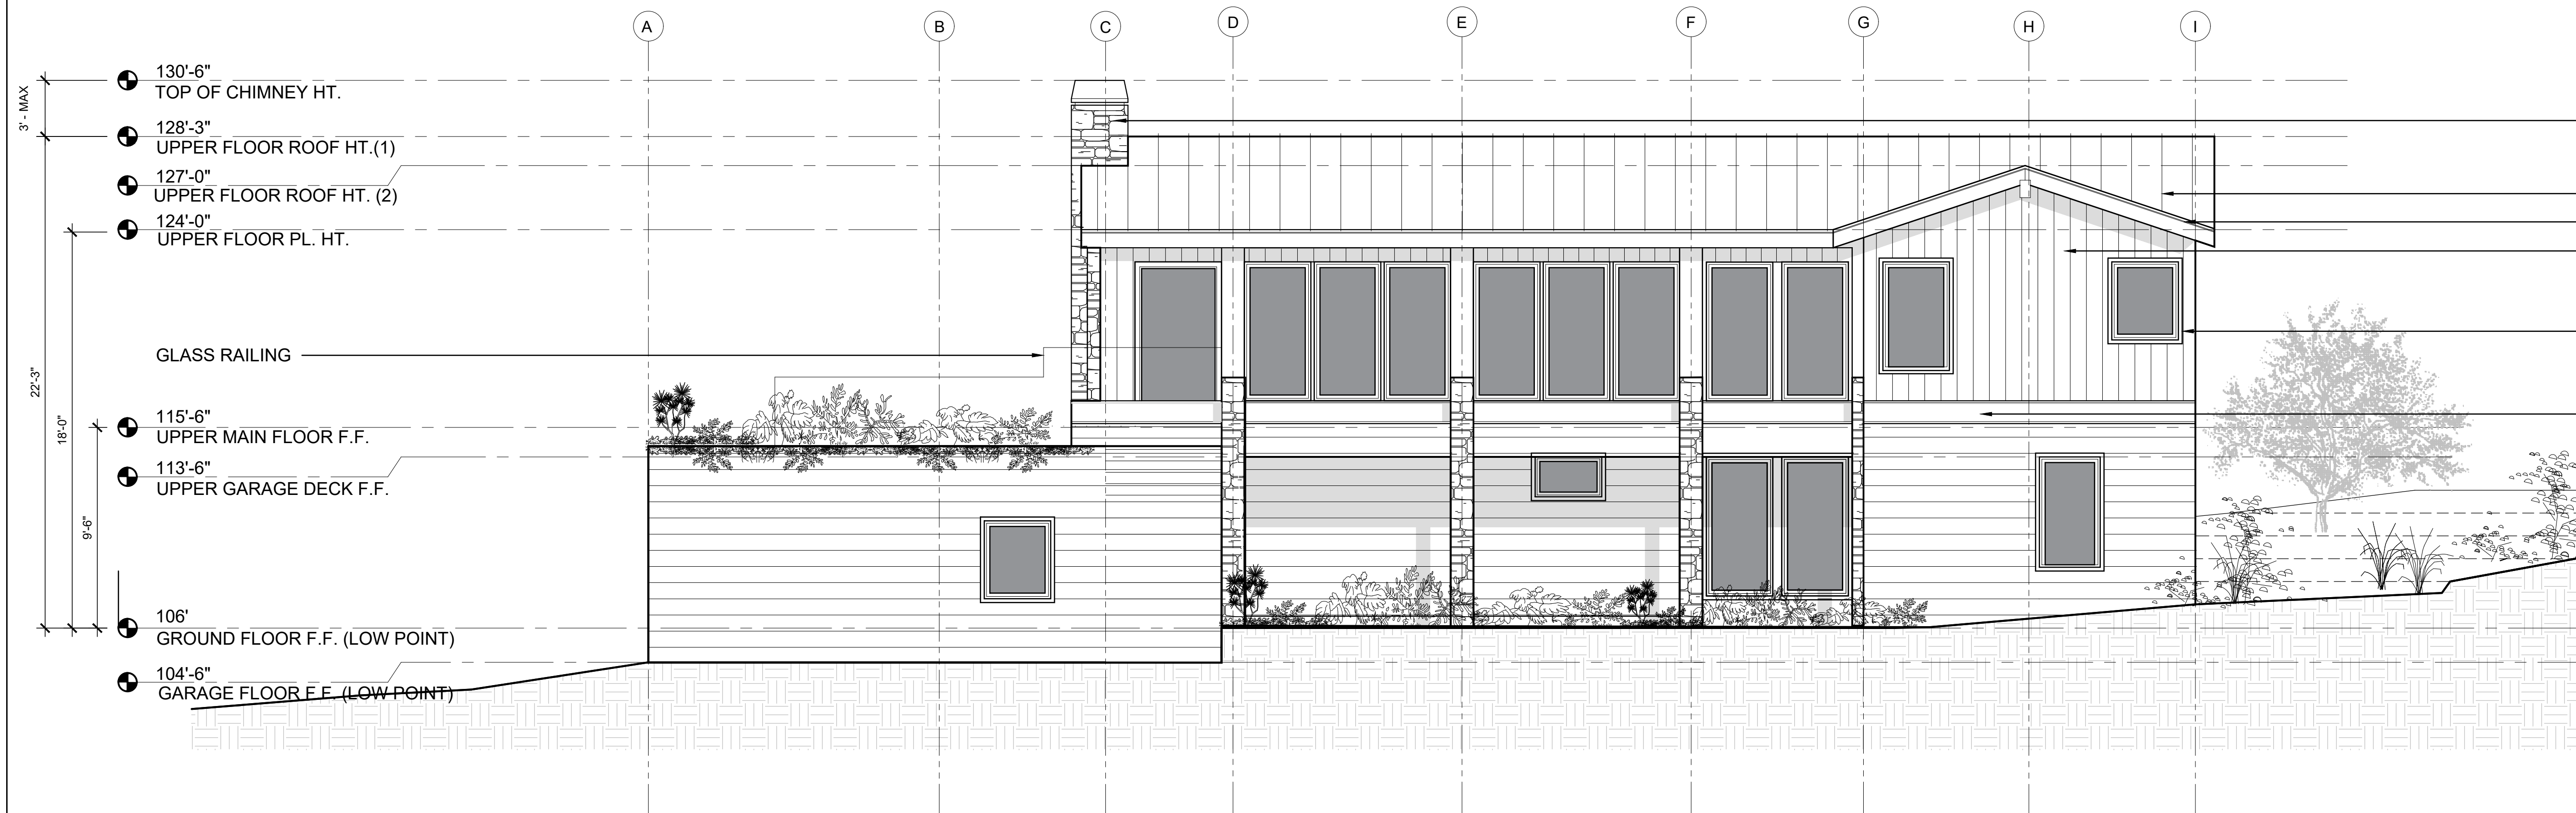 A
B
C
D
E
F
G
H
I
130'-6"
TOP OF CHIMNEY HT.
3' - MAX
128'-3"
UPPER FLOOR ROOF HT.(1)
127'-0"
UPPER FLOOR ROOF HT. (2)
124'-0"
UPPER FLOOR PL. HT.
GLASS RAILING
22'-3"
18'-0"
115'-6"
UPPER MAIN FLOOR F.F.
113'-6"
UPPER GARAGE DECK F.F.
9'-6"
106'
GROUND FLOOR F.F. (LOW POINT)
104'-6"
GARAGE FLOOR F.F. (LOW POINT)